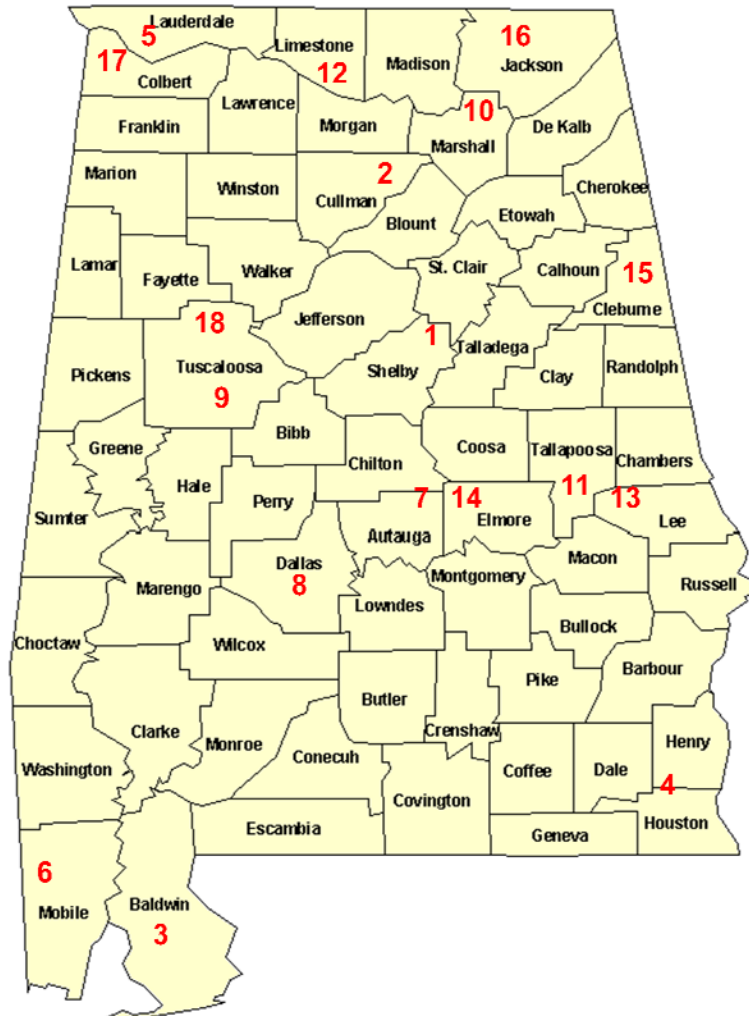 Lauderdale
5
16
Limestone
17
12
Madison
Jackson
Colbert
Lawrence
10
Franklin
Morgan
De Kalb
Marshall
Marion
2
Winston
Cherokee
Cullman
Blount
Etowah
Lamar
St. Clair
Calhoun
15
Walker
Fayette
Cleburne
18
Jefferson
1
Talladega
Pickens
Tuscaloosa
Shelby
Randolph
Clay
9
Bibb
Greene
Coosa
Tallapoosa
Chilton
Chambers
Hale
11
7
14
13
Perry
Sumter
Elmore
Lee
Autauga
Dallas
Macon
8
Montgomery
Marengo
Russell
Lowndes
Bullock
Choctaw
Wilcox
Barbour
Pike
Butler
Clarke
Crenshaw
Monroe
Henry
Conecuh
Washington
Coffee
Dale
4
Covington
Escambia
Geneva
Houston
6
Baldwin
Mobile
3